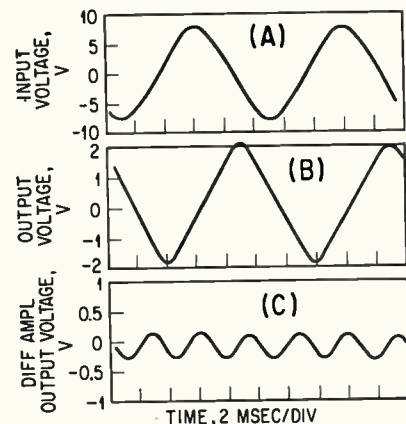 INPUT
VOLTAGE,
V
10
5
0
-5
-10
(A)
OUTPUT
VOLTAGE,
V
2
1
0
-1
-2
(B)
DIFF AMPL
OUTPUT VOLTAGE,
V
1
0.5
0
-0.5
-1
(C)
TIME, 2 MSEC/DIV